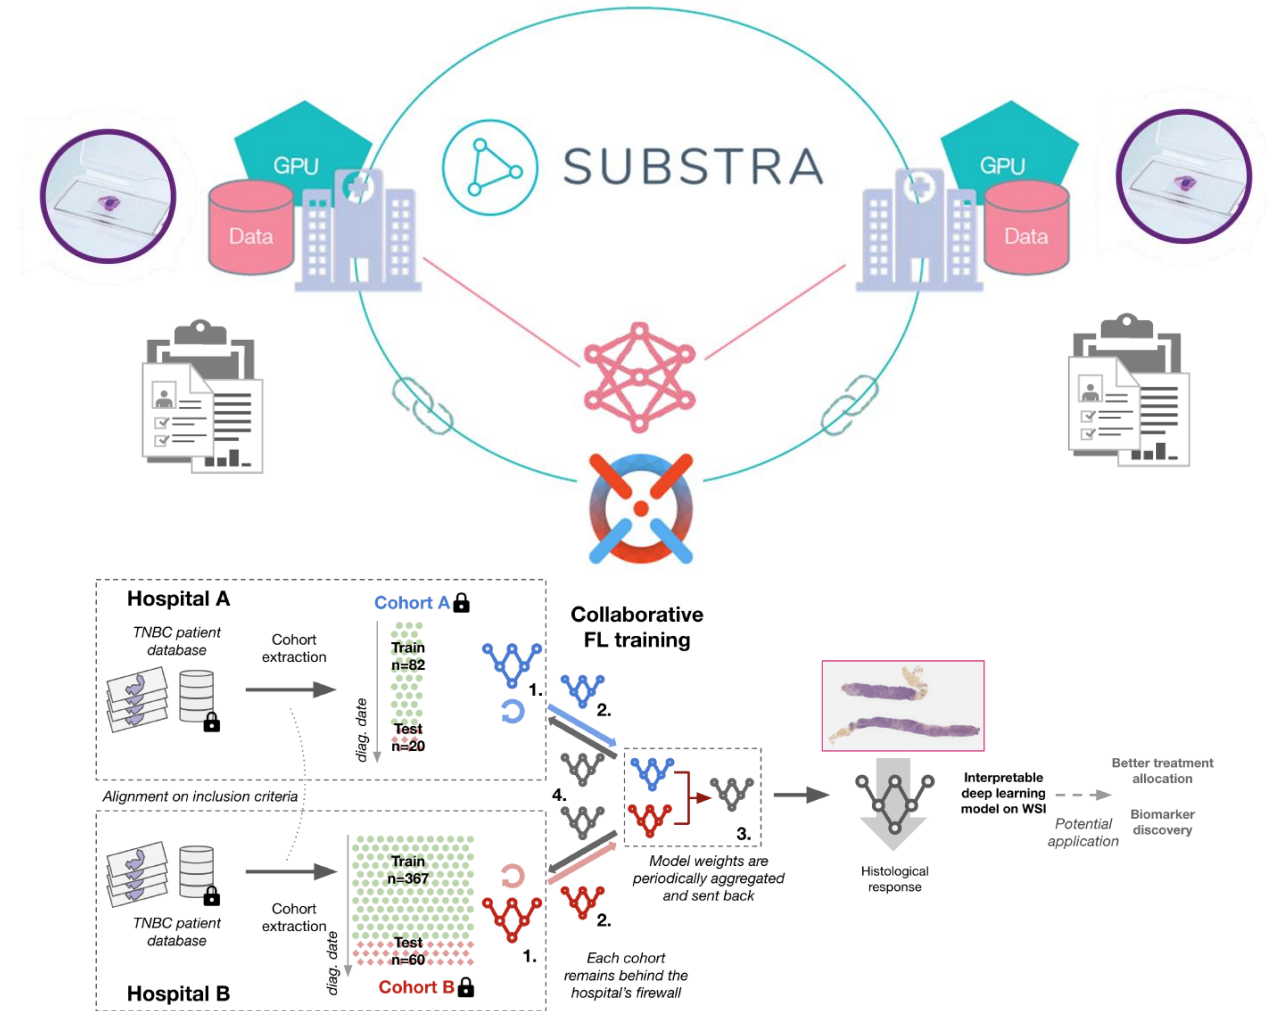 GPU
SUBSTRA
GPU
Data
Data
Hospital A
TNBC patient
database
Cohort
extraction
Cohort A
Train
n=82
Test
n=20
diag. date
1.
Collaborative
FL training
2.
4.
3.
Alignment on inclusion criteria
TNBC patient
database
Cohort
extraction
Train
n=367
Test
n=60
diag. date
1.
Cohort B
Hospital B
2.
Model weights are
periodically aggregated
and sent back
Each cohort
remains behind the
hospital's firewall
Interpretable
deep learning
model on WSI
Histological
response
Potential
application
Better treatment
allocation
Biomarker
discovery